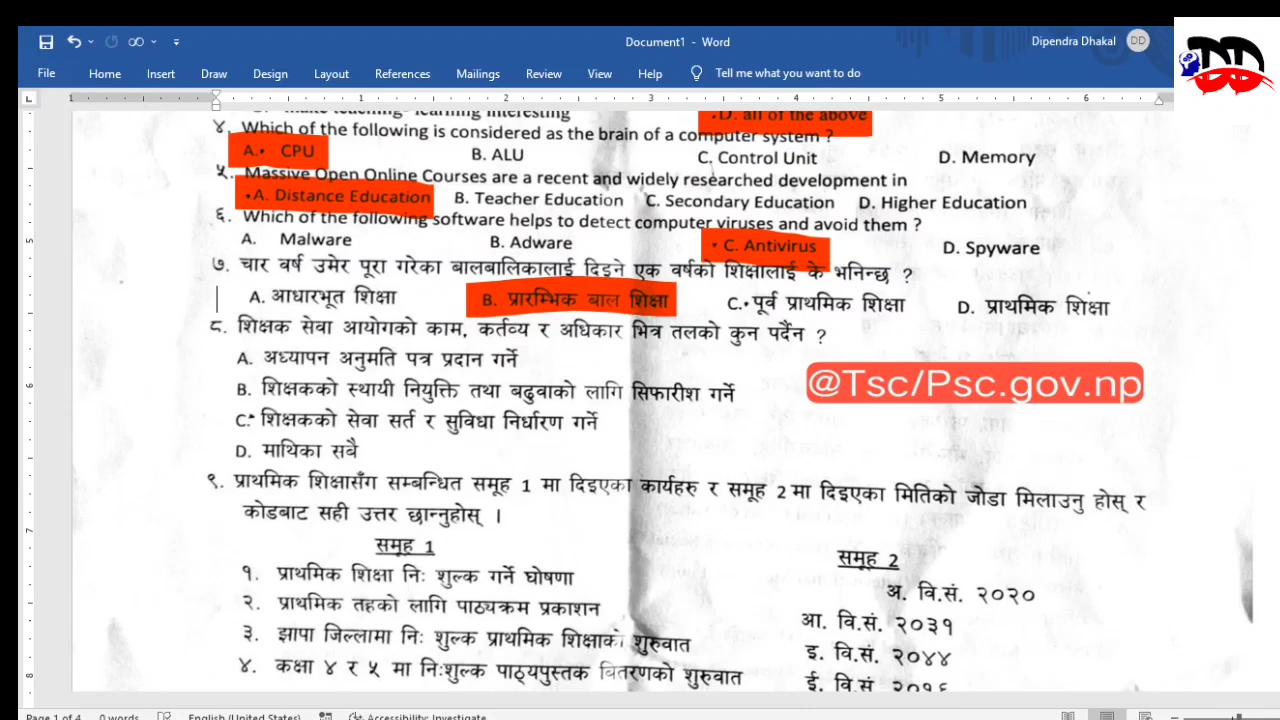 Document1 - Word
Dipendra Dhakal DD
File Home Insert Draw Design Layout References Mailings Review View Help Tell me what you want to do
1 1 2 3 4 5 6
D. all of the above
४. Which of the following is considered as the brain of a computer system ?
A. CPU B. ALU C. Control Unit D. Memory
५. Massive Open Online Courses are a recent and widely researched development in
A. Distance Education B. Teacher Education C. Secondary Education D. Higher Education
६. Which of the following software helps to detect computer viruses and avoid them ?
A. Malware B. Adware C. Antivirus D. Spyware
७. चार वर्ष उमेर पूरा गरेका बालबालिकालाई दिइने एक वर्षको शिक्षालाई के भनिन्छ ?
A. आधारभूत शिक्षा B. प्रारम्भिक बाल शिक्षा C. पूर्व प्राथमिक शिक्षा D. प्राथमिक शिक्षा
८. शिक्षक सेवा आयोगको काम, कर्तव्य र अधिकार भित्र तलको कुन पर्दैन ?
A. अध्यापन अनुमति पत्र प्रदान गर्ने
@Tsc/Psc.gov.np
B. शिक्षकको स्थायी नियुक्ति तथा बढुवाको लागि सिफारीश गर्ने
C. शिक्षकको सेवा सर्त र सुविधा निर्धारण गर्ने
D. माथिका सबै
९. प्राथमिक शिक्षासँग सम्बन्धित समूह 1 मा दिइएका कार्यहरु र समूह 2 मा दिइएका मितिको जोडा मिलाउनु होस् र
कोडबाट सही उत्तर छान्नुहोस् ।
समूह 1 समूह 2
१. प्राथमिक शिक्षा निः शुल्क गर्ने घोषणा अ. वि.सं. २०२०
२. प्राथमिक तहको लागि पाठ्यक्रम प्रकाशन आ. वि.सं. २०३१
३. झापा जिल्लामा निः शुल्क प्राथमिक शिक्षाको शुरुवात इ. वि.सं. २०४४
४. कक्षा ४ र ५ मा निःशुल्क पाठ्यपुस्तक बितरणको शुरुवात ई. वि.सं २०१६
Page 1 of 4 0 words English (United States) Accessibility: Investigate